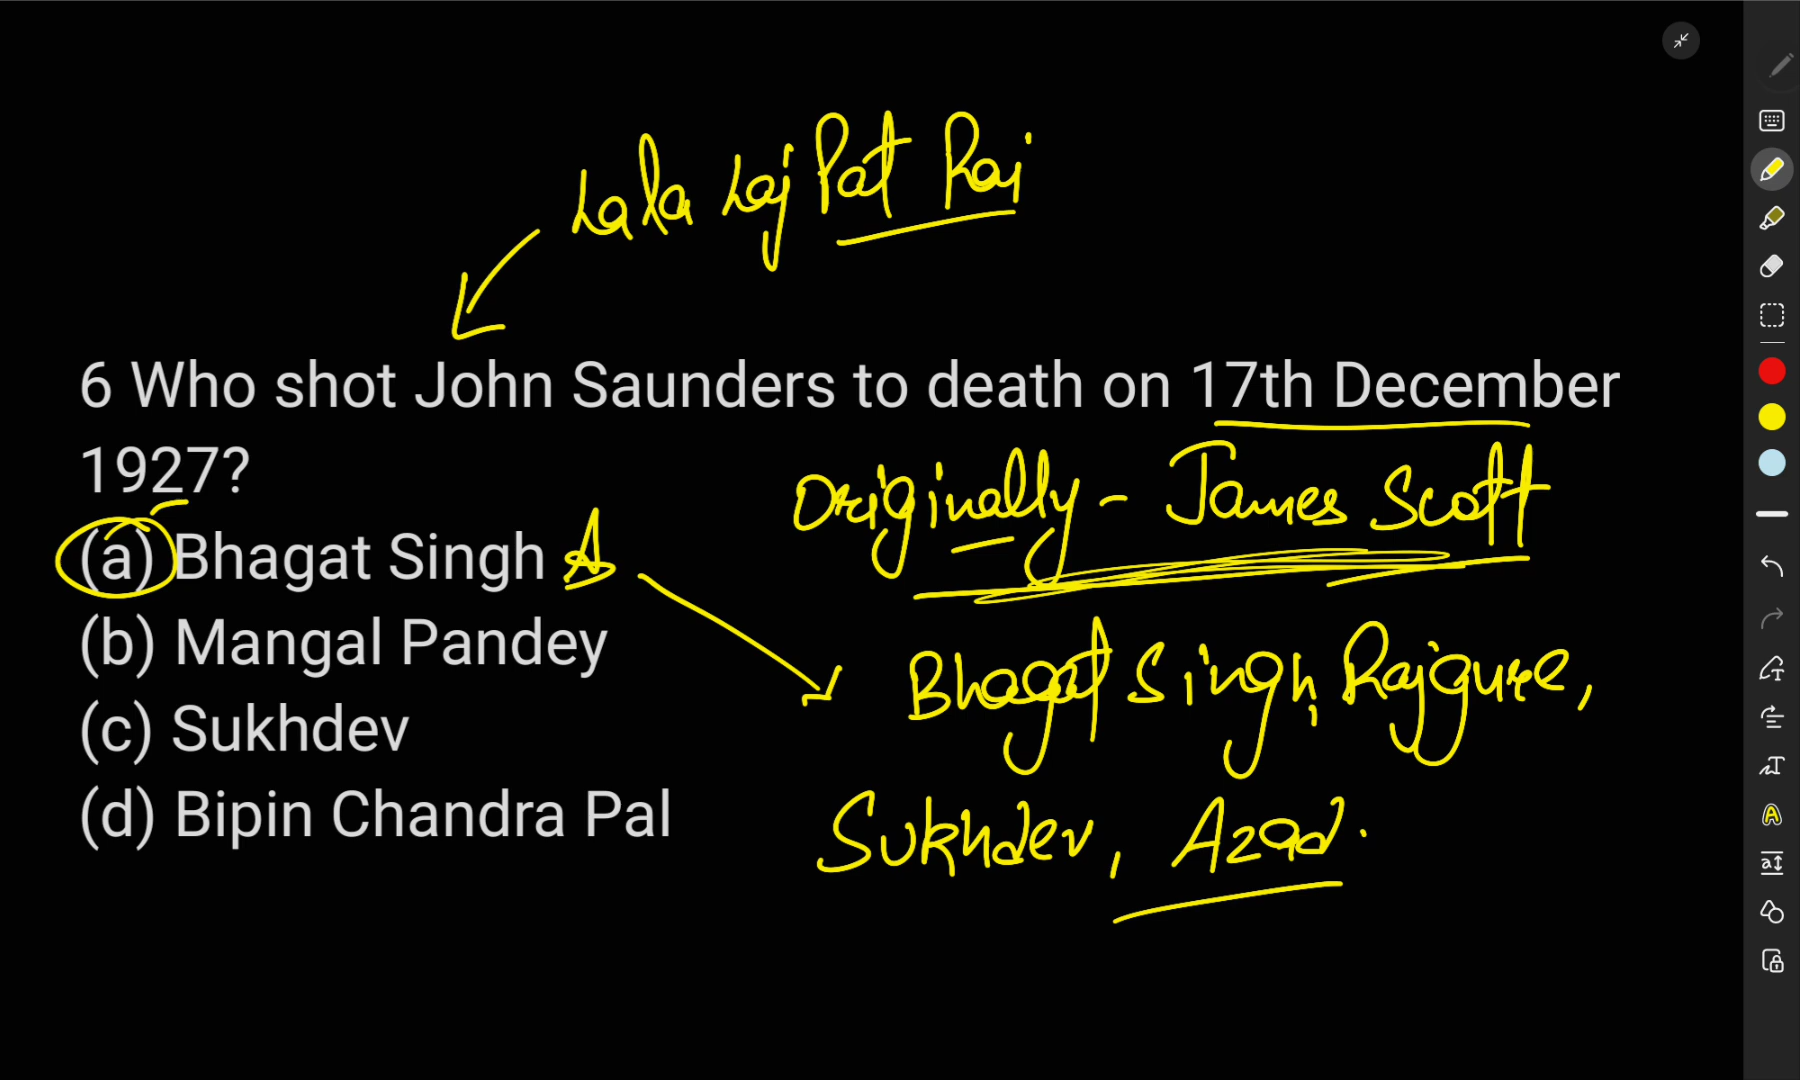 Lala Laj Pat Rai
6 Who shot John Saunders to death on 17th December
1927?
Originally - James Scott
(a) Bhagat Singh A
(b) Mangal Pandey
Bhagat Singh, Rajguru,
(c) Sukhdev
(d) Bipin Chandra Pal
Sukhdev, Azad.